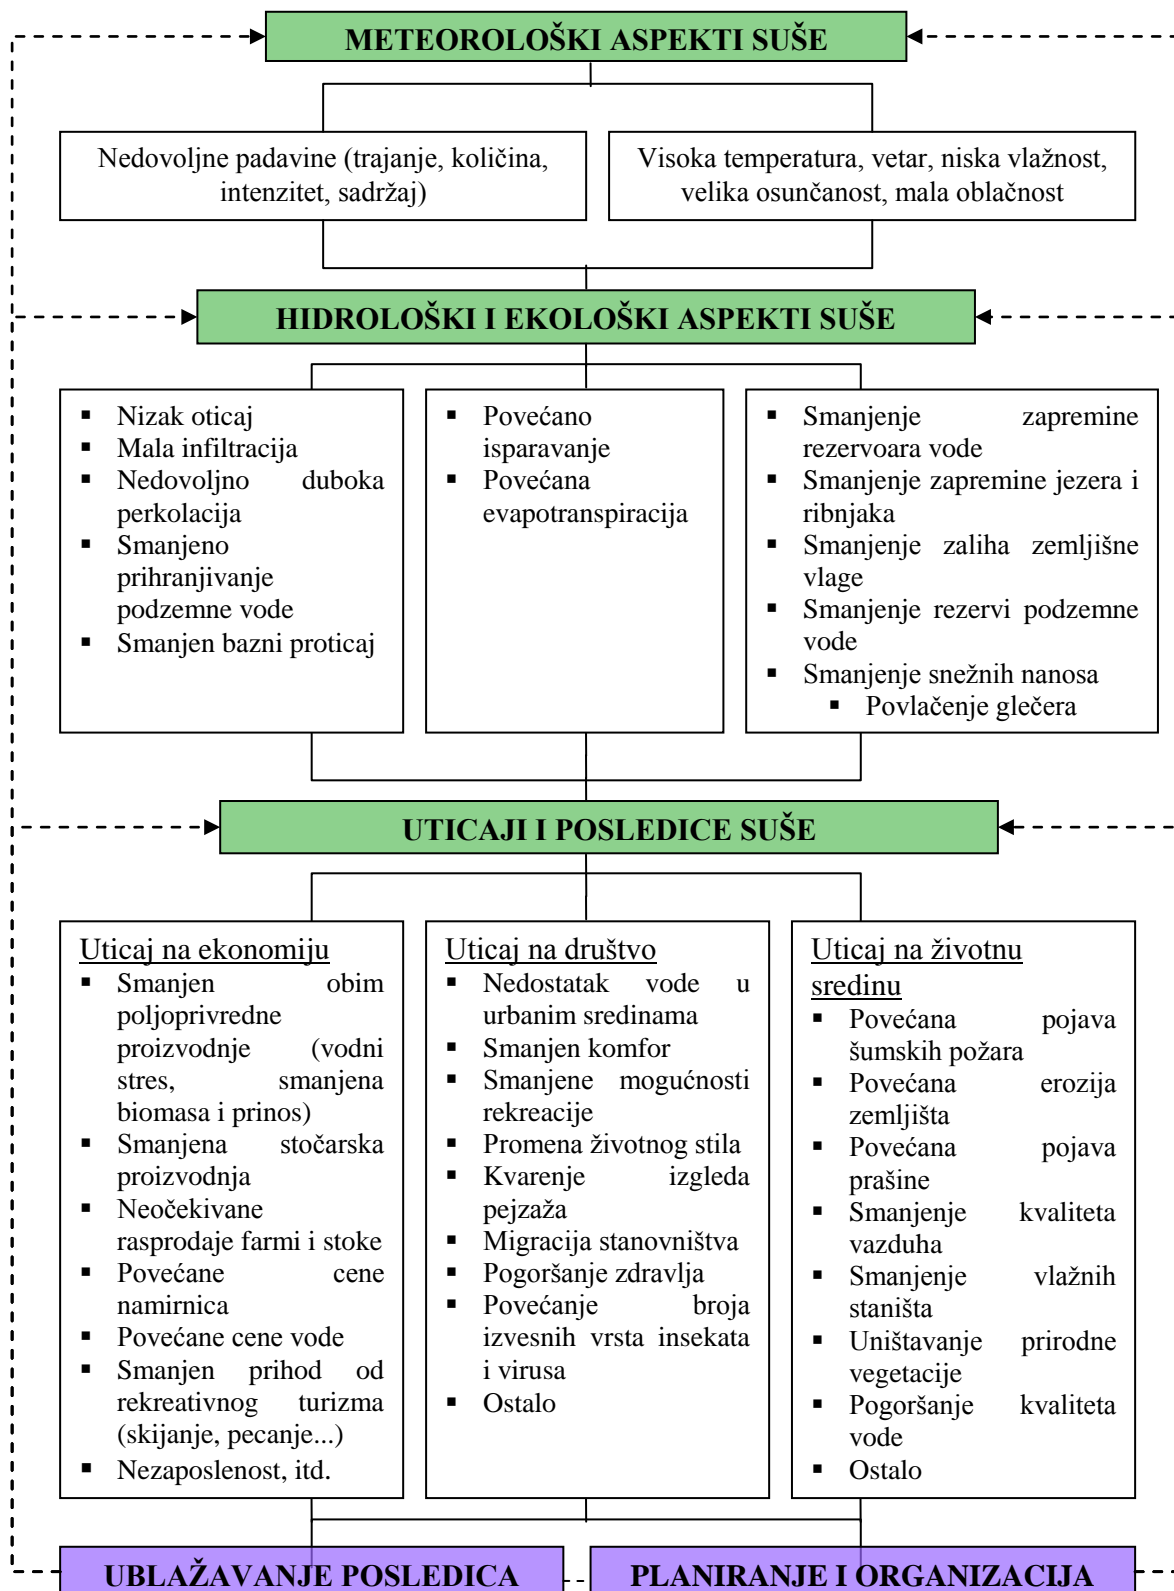 METEOROLOŠKI ASPEKTI SUŠE
Nedovoljne padavine (trajanje, količina,
intenzitet, sadržaj)
Visoka temperatura, vetar, niska vlažnost,
velika osunčanost, mala oblačnost
HIDROLOŠKI I EKOLOŠKI ASPEKTI SUŠE
▪ Nizak oticaj
▪ Mala infiltracija
▪ Nedovoljno duboka
perkolacija
▪ Smanjeno
prihranjivanje
podzemne vode
▪ Smanjen bazni proticaj
▪ Povećano
isparavanje
▪ Povećana
evapotranspiracija
▪ Smanjenje zapremine
rezervoara vode
▪ Smanjenje zapremine jezera i
ribnjaka
▪ Smanjenje zaliha zemljišne
vlage
▪ Smanjenje rezervi podzemne
vode
▪ Smanjenje snežnih nanosa
▪ Povlačenje glečera
UTICAJI I POSLEDICE SUŠE
Uticaj na ekonomiju
▪ Smanjen obim
poljoprivredne
proizvodnje (vodni
stres, smanjena
biomasa i prinos)
▪ Smanjena stočarska
proizvodnja
▪ Neočekivane
rasprodaje farmi i stoke
▪ Povećane cene
namirnica
▪ Povećane cene vode
▪ Smanjen prihod od
rekreativnog turizma
(skijanje, pecanje...)
▪ Nezaposlenost, itd.
Uticaj na društvo
▪ Nedostatak vode u
urbanim sredinama
▪ Smanjen komfor
▪ Smanjene mogućnosti
rekreacije
▪ Promena životnog stila
▪ Kvarenje izgleda
pejzaža
▪ Migracija stanovništva
▪ Pogoršanje zdravlja
▪ Povećanje broja
izvesnih vrsta insekata
i virusa
▪ Ostalo
Uticaj na životnu
sredinu
▪ Povećana pojava
šumskih požara
▪ Povećana erozija
zemljišta
▪ Povećana pojava
prašine
▪ Smanjenje kvaliteta
vazduha
▪ Smanjenje vlažnih
staništa
▪ Uništavanje prirodne
vegetacije
▪ Pogoršanje kvaliteta
vode
▪ Ostalo
UBLAŽAVANJE POSLEDICA
PLANIRANJE I ORGANIZACIJA